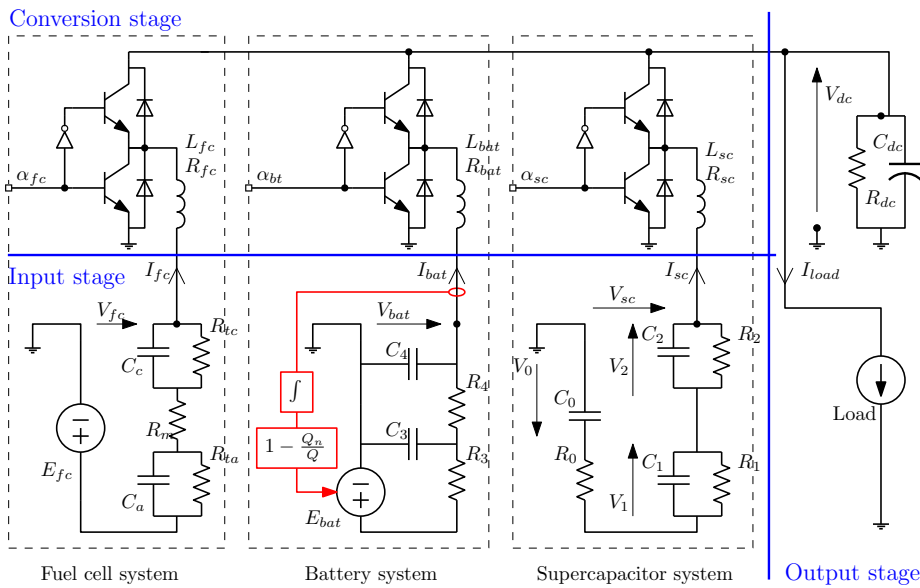 Conversion stage
α_fc
L_fc
R_fc
α_bt
L_bat
R_bat
α_sc
L_sc
R_sc
V_dc
C_dc
R_dc
Input stage
I_fc
I_bat
I_sc
I_load
V_fc
R_tc
C_c
R_m
R_ta
C_a
E_fc
− +
V_bat
C_4
R_4
C_3
R_3
∫
1 − Q_n/Q
E_bat
− +
V_sc
V_0
C_0
R_0
C_2
R_2
V_2
C_1
R_1
V_1
Load
Fuel cell system
Battery system
Supercapacitor system
Output stage